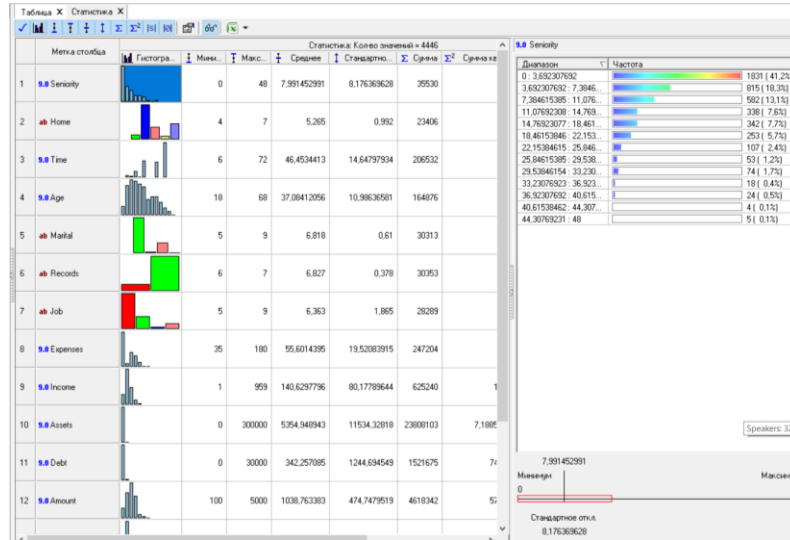 Таблица X Статистика X
Метка столбца
Статистика: Кол-во значений = 4446
Гистогра... Мини... Макс... Среднее Стандартно... Σ Сумма Σ² Сумма кв
1 9.0 Seniority 0 48 7,991452991 8,176369628 35530
2 ab Home 4 7 5,265 0,992 23406
3 9.0 Time 6 72 46,4534413 14,64797934 206532
4 9.0 Age 18 68 37,08412056 10,98636581 164876
5 ab Marital 5 9 6,818 0,61 30313
6 ab Records 6 7 6,827 0,378 30353
7 ab Job 5 9 6,363 1,865 28289
8 9.0 Expenses 35 180 55,6014395 19,52083915 247204
9 9.0 Income 1 959 140,6297796 80,17789644 625240 1
10 9.0 Assets 0 300000 5354,948943 11534,32818 23808103 7,1885
11 9.0 Debt 0 30000 342,257085 1244,694549 1521675 74
12 9.0 Amount 100 5000 1038,763383 474,7479519 4618342 57
9.0 Seniority
Диапазон Частота
0 : 3,692307692 1831 ( 41,2%
3,692307692 : 7,3846... 815 ( 18,3%)
7,384615385 : 11,076... 582 ( 13,1%)
11,07692308 : 14,769... 338 ( 7,6%)
14,76923077 : 18,461... 342 ( 7,7%)
18,46153846 : 22,153... 253 ( 5,7%)
22,15384615 : 25,846... 107 ( 2,4%)
25,84615385 : 29,538... 53 ( 1,2%)
29,53846154 : 33,230... 74 ( 1,7%)
33,23076923 : 36,923... 18 ( 0,4%)
36,92307692 : 40,615... 24 ( 0,5%)
40,61538462 : 44,307... 4 ( 0,1%)
44,30769231 : 48 5 ( 0,1%)
Speakers: 32
7,991452991
Минимум Максим
0
Стандартное откл.
8,176369628